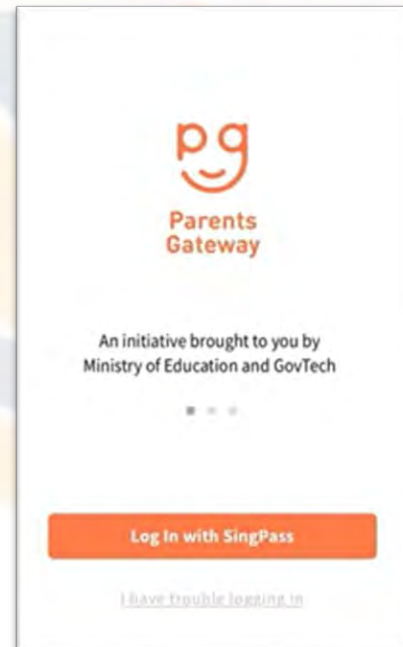 pg
Parents
Gateway
An initiative brought to you by
Ministry of Education and GovTech
Log In with SingPass
I have trouble logging in